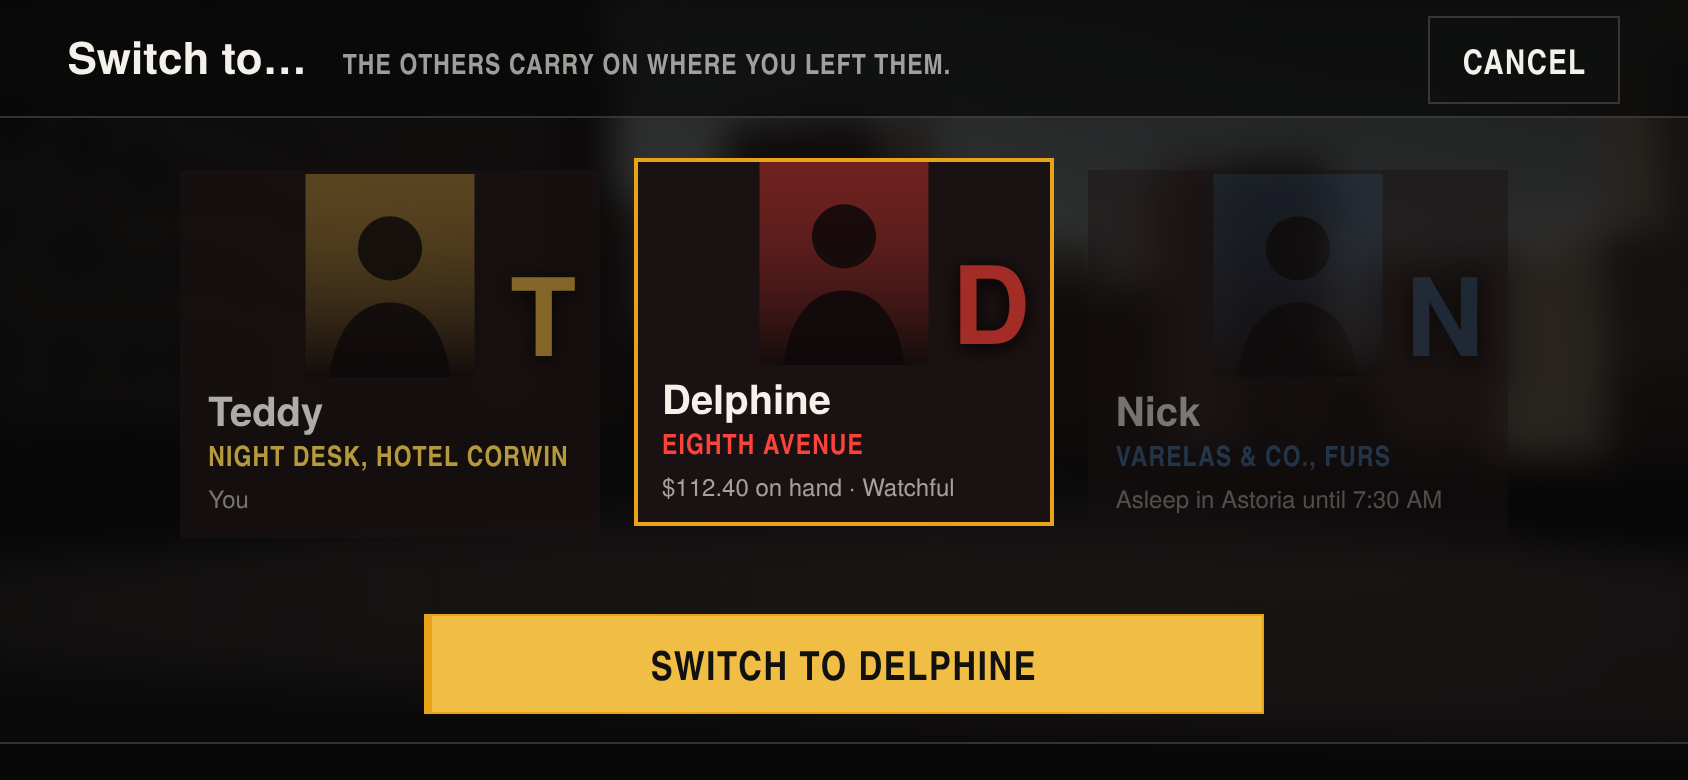 Switch to... THE OTHERS CARRY ON WHERE YOU LEFT THEM.
CANCEL
T
Teddy
NIGHT DESK, HOTEL CORWIN
You
D
Delphine
EIGHTH AVENUE
$112.40 on hand · Watchful
N
Nick
VARELAS & CO., FURS
Asleep in Astoria until 7:30 AM
SWITCH TO DELPHINE